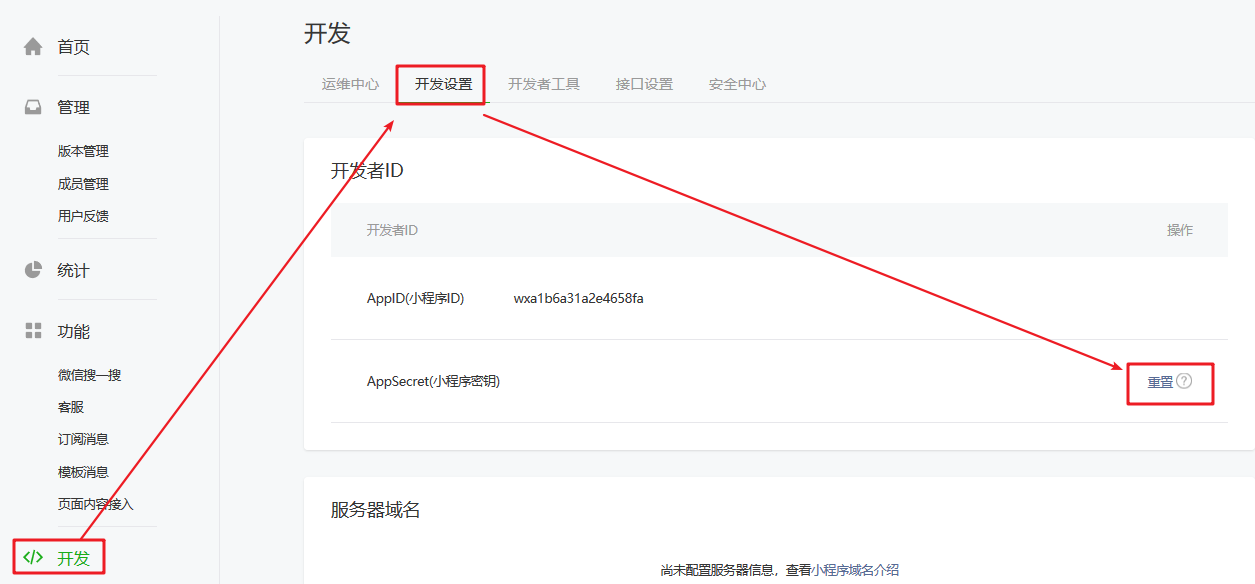 首页
管理
版本管理
成员管理
用户反馈
统计
功能
微信搜一搜
客服
订阅消息
模板消息
页面内容接入
开发
开发
运维中心 开发设置 开发者工具 接口设置 安全中心
开发者ID
开发者ID 操作
AppID(小程序ID) wxa1b6a31a2e4658fa
AppSecret(小程序密钥) 重置 ?
服务器域名
尚未配置服务器信息，查看小程序域名介绍